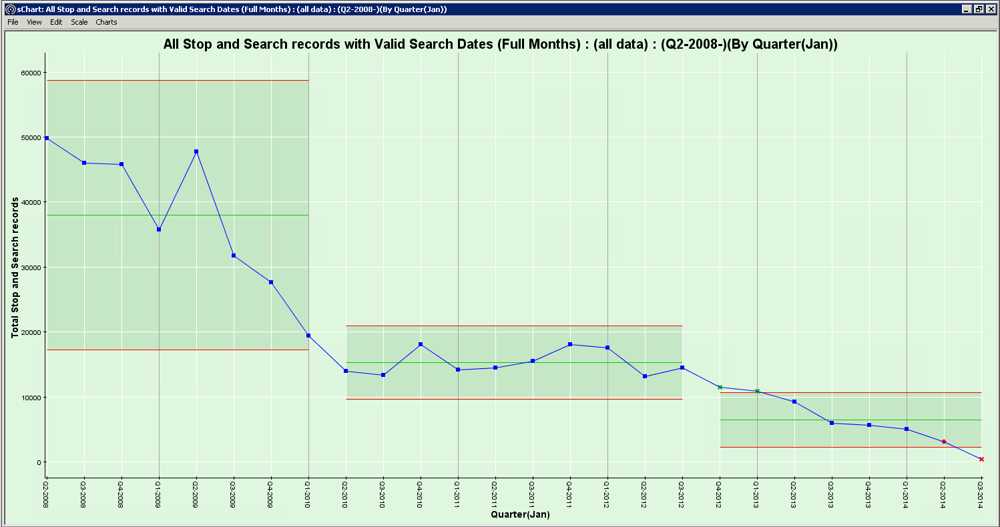 sChart: All Stop and Search records with Valid Search Dates (Full Months) : (all data) : (Q2-2008-)(By Quarter(Jan))
File View Edit Scale Charts
All Stop and Search records with Valid Search Dates (Full Months) : (all data) : (Q2-2008-)(By Quarter(Jan))
Total Stop and Search records
60000
50000
40000
30000
20000
10000
0
Q2-2008
Q3-2008
Q4-2008
Q1-2009
Q2-2009
Q3-2009
Q4-2009
Q1-2010
Q2-2010
Q3-2010
Q4-2010
Q1-2011
Q2-2011
Q3-2011
Q4-2011
Q1-2012
Q2-2012
Q3-2012
Q4-2012
Q1-2013
Q2-2013
Q3-2013
Q4-2013
Q1-2014
Q2-2014
Q3-2014
Quarter(Jan)